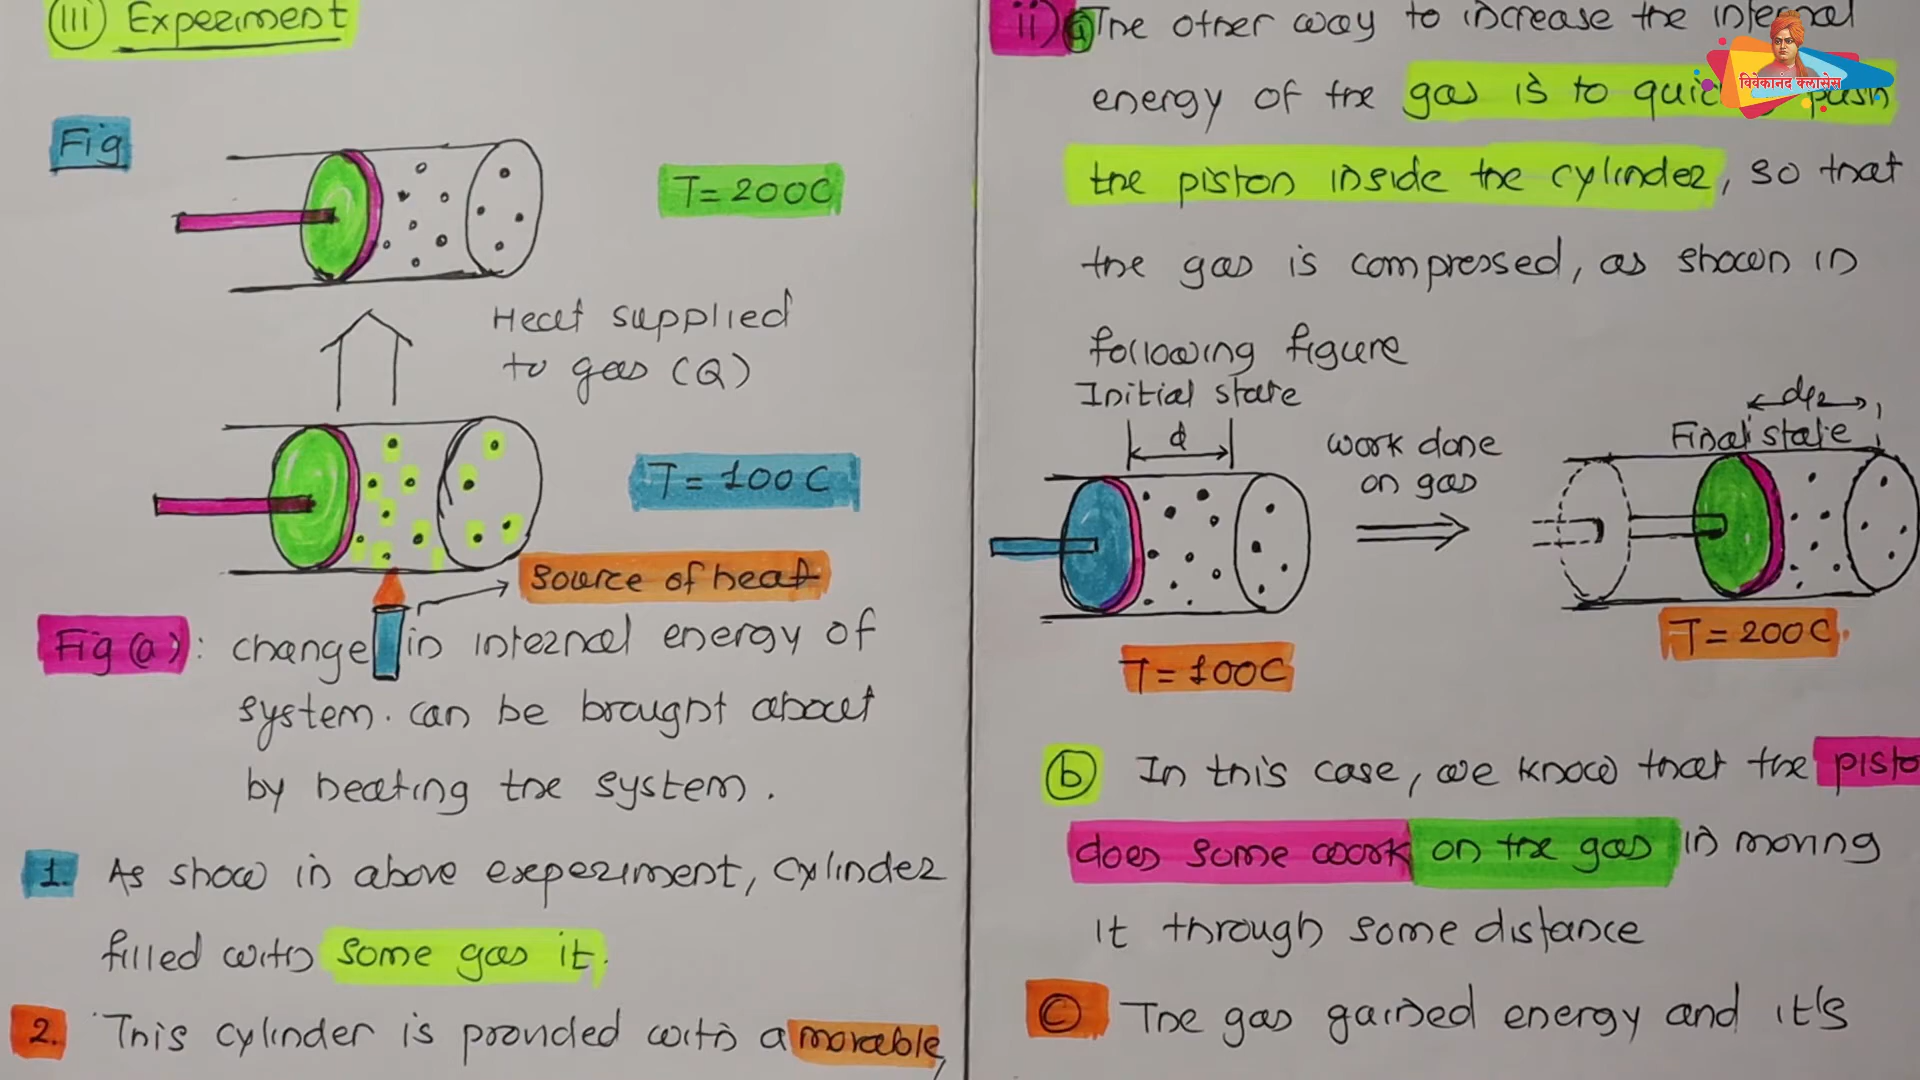 (iii) Experiment
Fig
T=200C
Heat supplied
to gas (Q)
T=100C
source of heat
Fig (a): change in internal energy of
system. can be brought about
by heating the system.
1. As show in above experiment, cylinder
filled with some gas it.
2. This cylinder is provided with a movable,
ii) a The other way to increase the internal
energy of the gas is to push
the piston inside the cylinder, so that
the gas is compressed, as shown in
following figure
Initial state
d
work done
on gas
Final state
T=100C
T=200C.
(b) In this case, we know that the pisto
does some work on the gas in moving
it through some distance
(c) The gas gained energy and it's
विवेकानंद क्लासेस